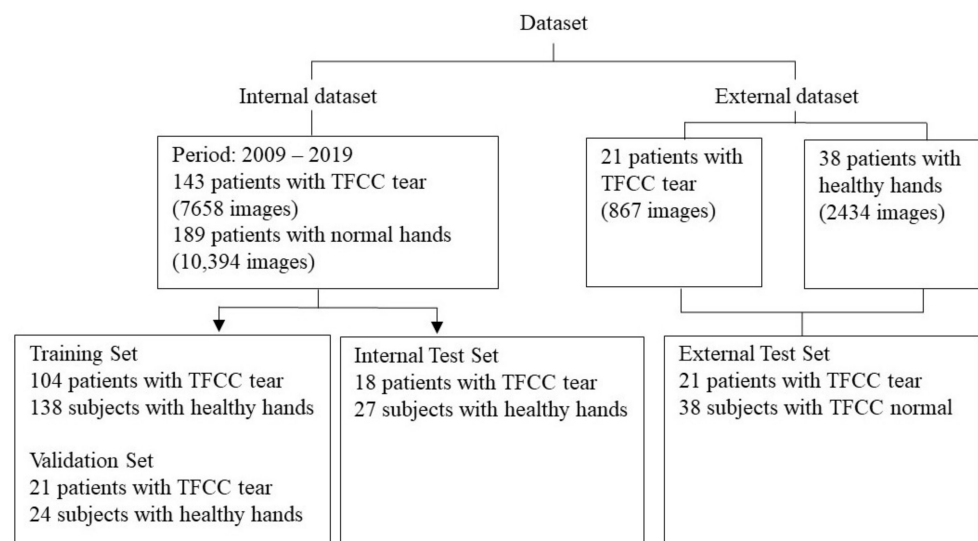 Dataset
Internal dataset
External dataset
Period: 2009 – 2019
143 patients with TFCC tear
(7658 images)
189 patients with normal hands
(10,394 images)
21 patients with
TFCC tear
(867 images)
38 patients with
healthy hands
(2434 images)
Training Set
104 patients with TFCC tear
138 subjects with healthy hands
Validation Set
21 patients with TFCC tear
24 subjects with healthy hands
Internal Test Set
18 patients with TFCC tear
27 subjects with healthy hands
External Test Set
21 patients with TFCC tear
38 subjects with TFCC normal